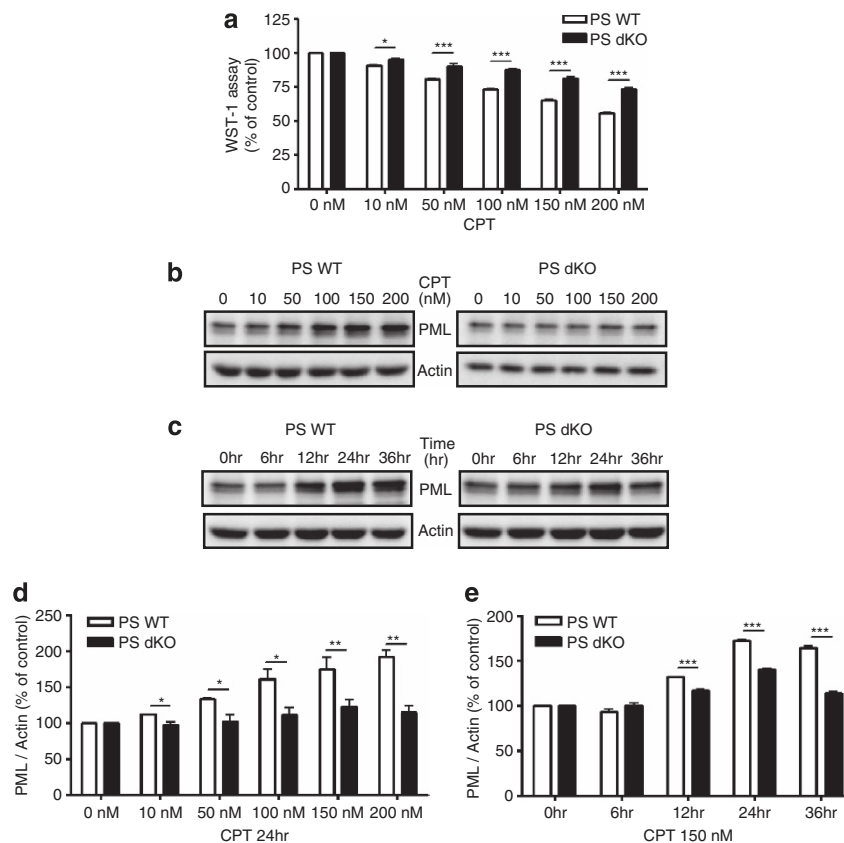 a
WST-1 assay
(% of control)
125
100
75
50
25
0
PS WT
PS dKO
*
***
***
***
***
0 nM 10 nM 50 nM 100 nM 150 nM 200 nM
CPT
b
PS WT PS dKO
CPT
(nM)
0 10 50 100 150 200
0 10 50 100 150 200
PML
Actin
c
PS WT PS dKO
Time
(hr)
0hr 6hr 12hr 24hr 36hr
0hr 6hr 12hr 24hr 36hr
PML
Actin
d
PML / Actin (% of control)
250
200
150
100
50
0
PS WT
PS dKO
*
*
*
**
**
0 nM 10 nM 50 nM 100 nM 150 nM 200 nM
CPT 24hr
e
PML / Actin (% of control)
200
150
100
50
0
PS WT
PS dKO
***
***
***
0hr 6hr 12hr 24hr 36hr
CPT 150 nM